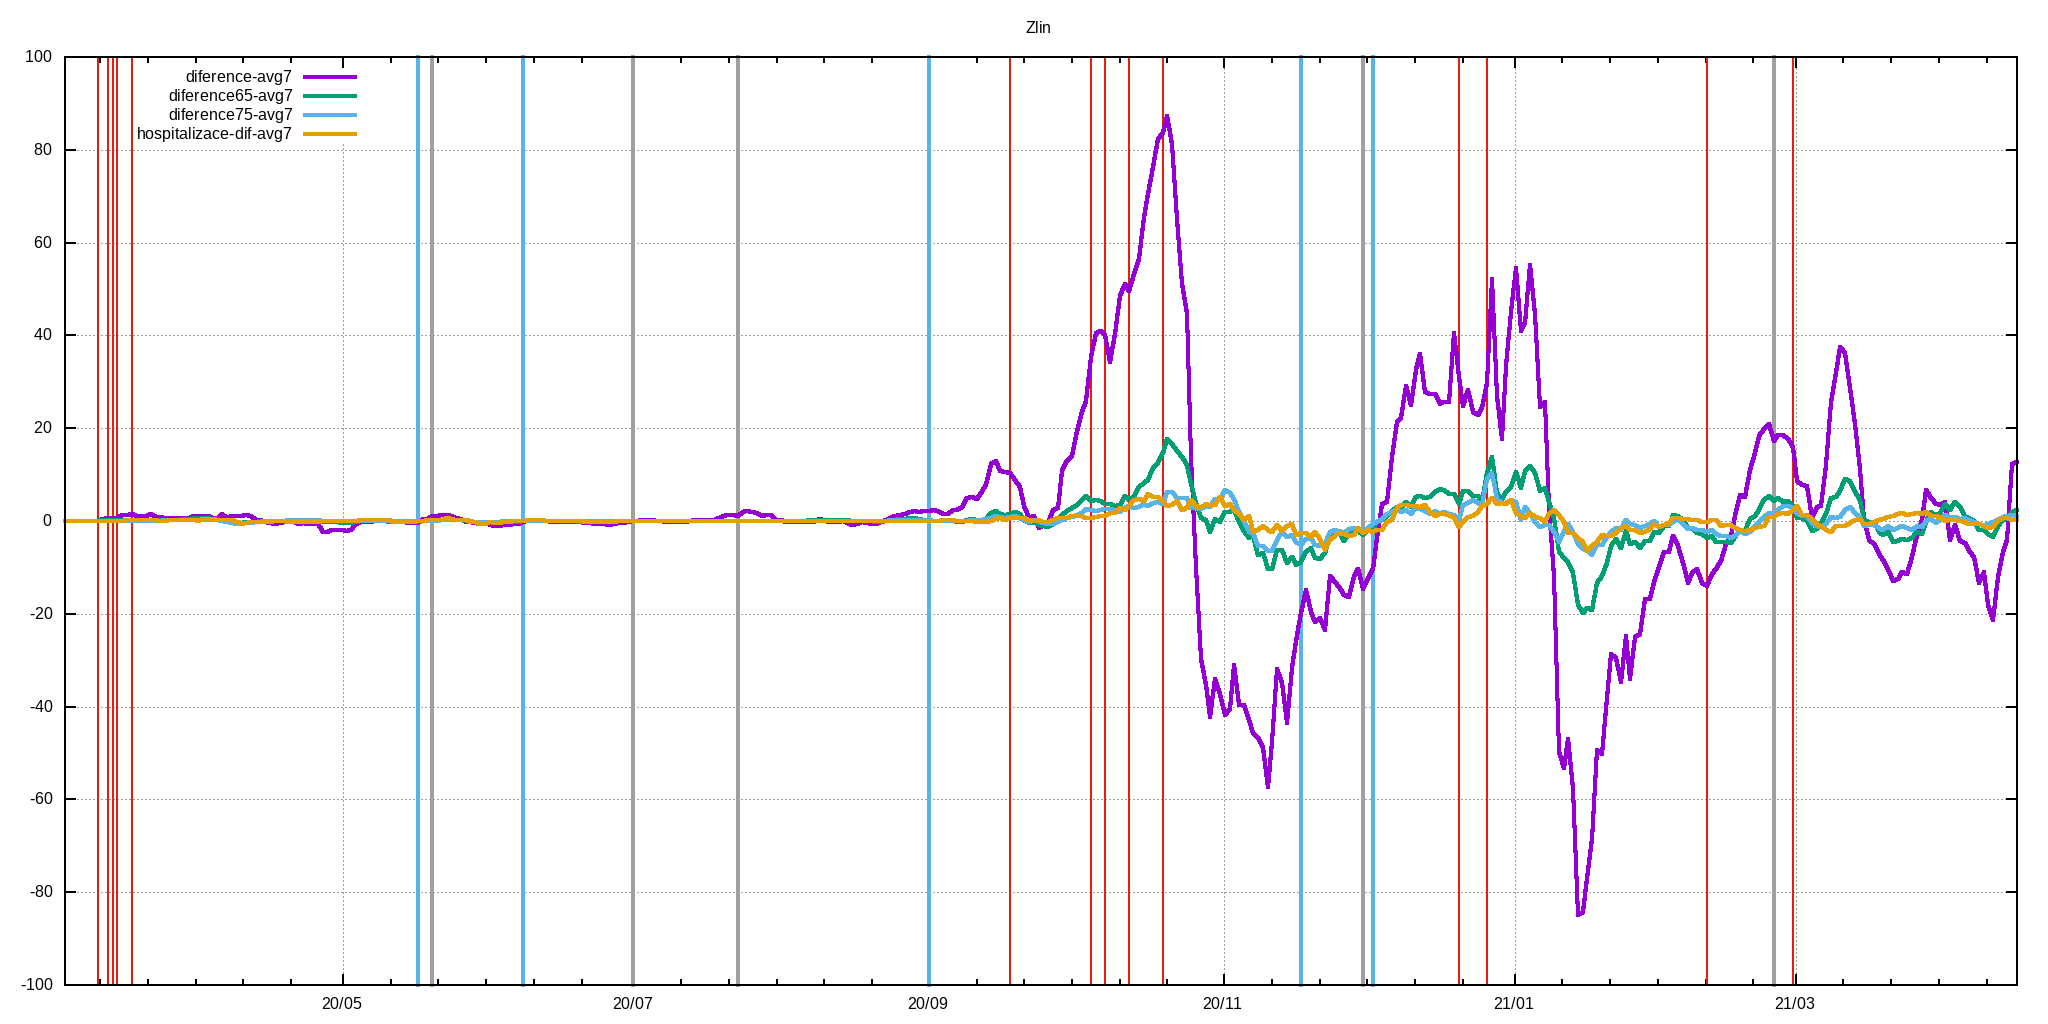 Zlin
diference-avg7
diference65-avg7
diference75-avg7
hospitalizace-dif-avg7
100
80
60
40
20
0
-20
-40
-60
-80
-100
20/05 20/07 20/09 20/11 21/01 21/03